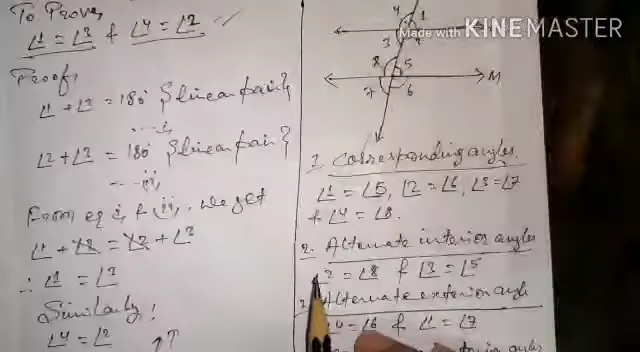 To Prove,
∠1 = ∠3 & ∠4 = ∠2
Proof,
∠1 + ∠2 = 180° {linear pair}
... i,
∠2 + ∠3 = 180° {linear pair}
... ii,
From eq i, & ii, we get
∠1 + ∠2 = ∠2 + ∠3
∴ ∠1 = ∠3
Similarly,
∠4 = ∠2
4 1
3 2
8 5
7 6
M
Made with KINEMASTER
1. Corresponding angles.
∠1 = ∠5, ∠2 = ∠6, ∠3 = ∠7
& ∠4 = ∠8.
2. Alternate interior angles
∠2 = ∠8 & ∠3 = ∠5
3. Alternate exterior angle
∠4 = ∠6 & ∠1 = ∠7